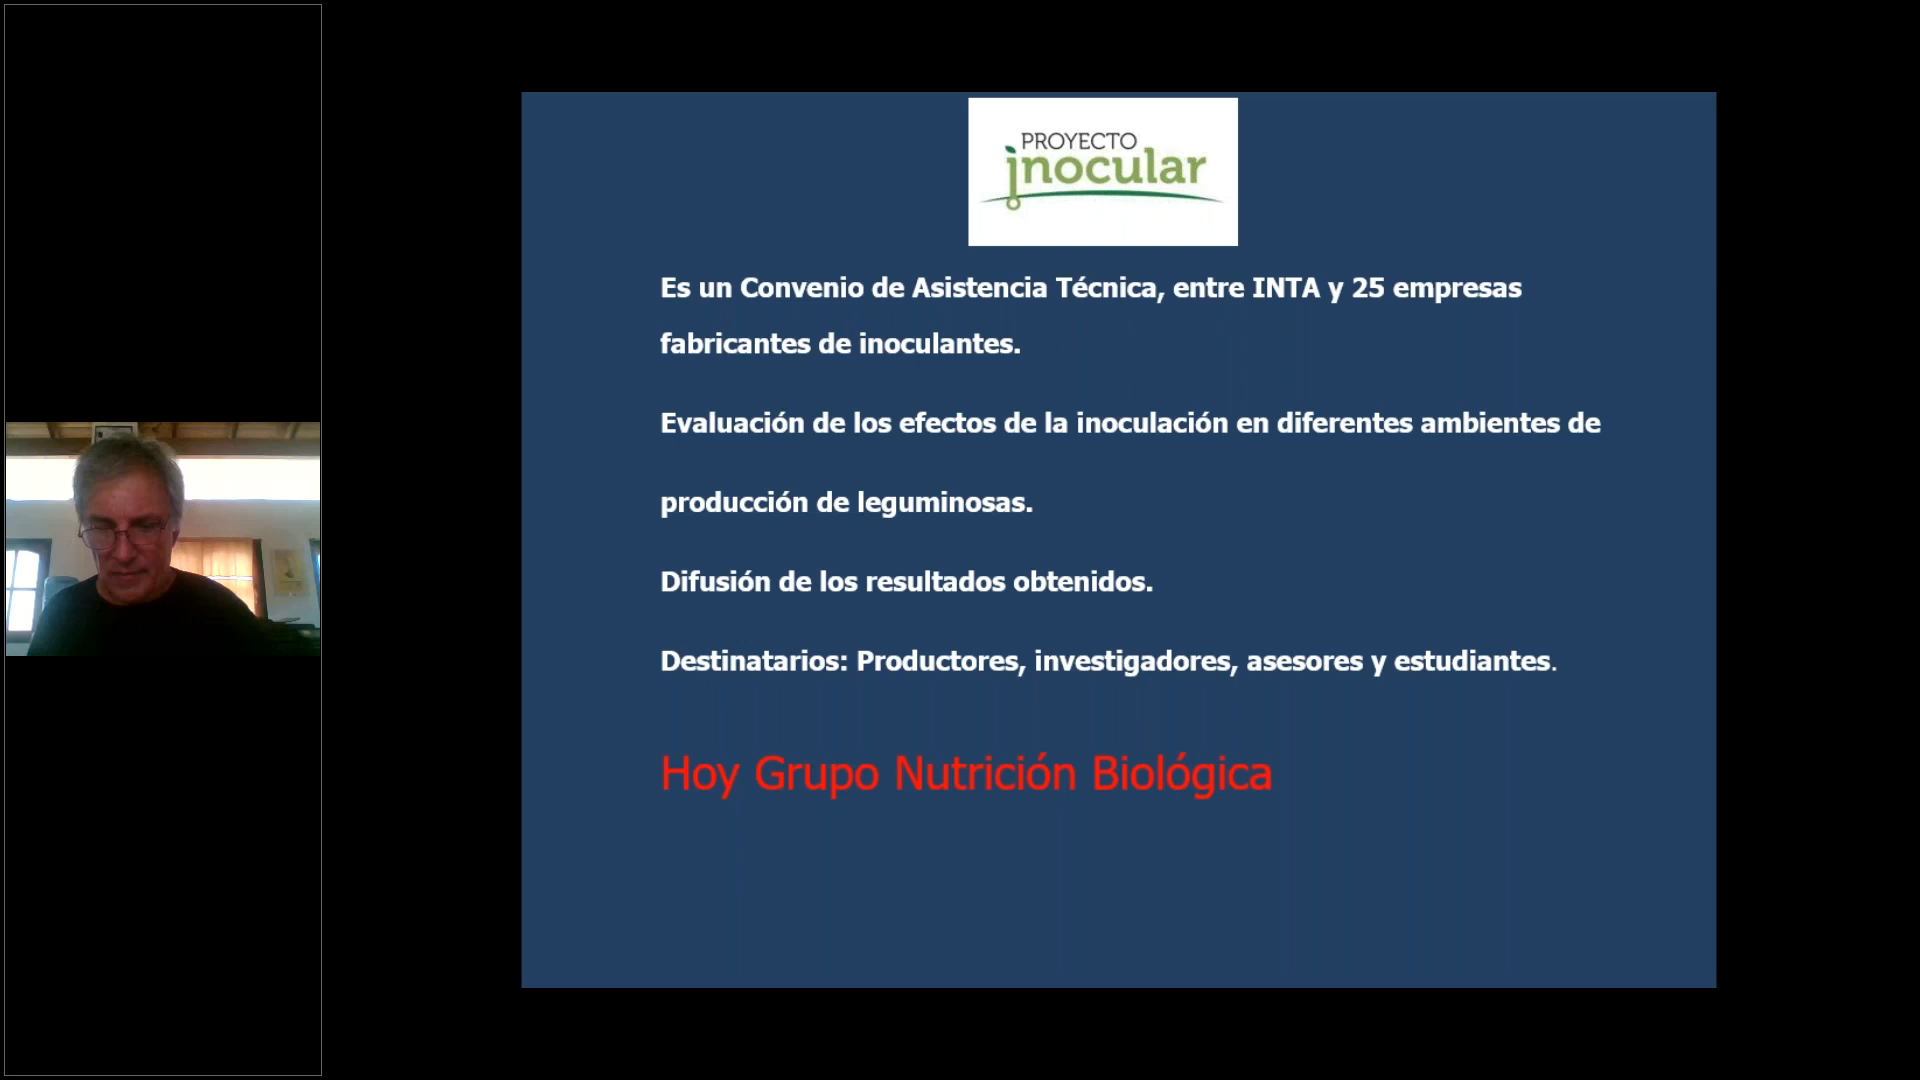 PROYECTO
inocular
Es un Convenio de Asistencia Técnica, entre INTA y 25 empresas
fabricantes de inoculantes.
Evaluación de los efectos de la inoculación en diferentes ambientes de
producción de leguminosas.
Difusión de los resultados obtenidos.
Destinatarios: Productores, investigadores, asesores y estudiantes.
Hoy Grupo Nutrición Biológica